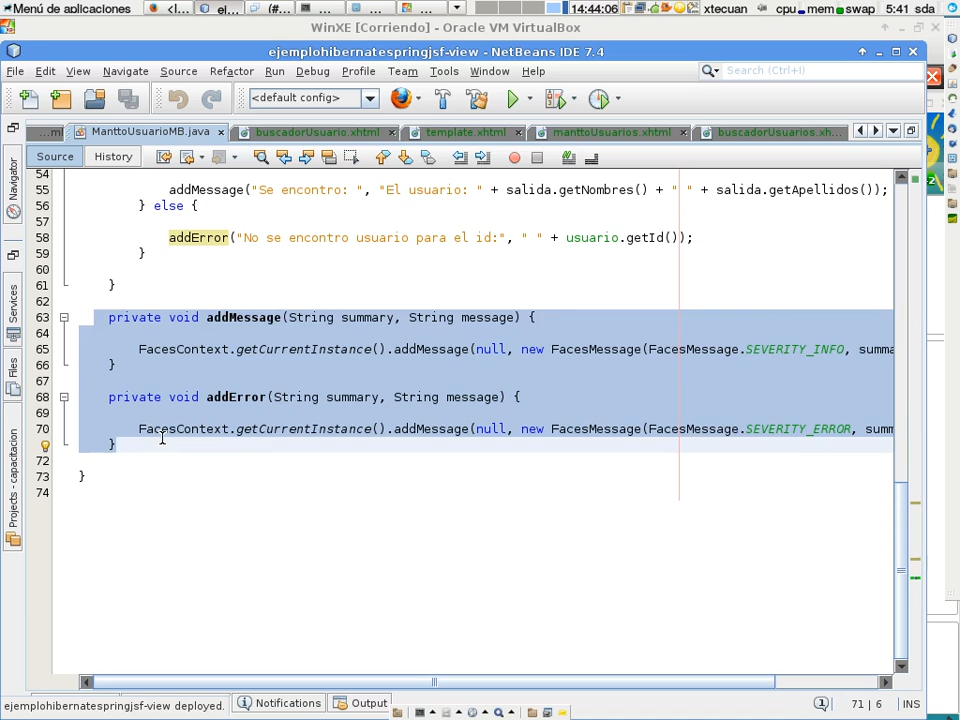 Menú de aplicaciones
<l...
el...
(#...
14:44:06
xtecuan
cpu
mem
swap
5:41 sda
WinXE [Corriendo] - Oracle VM VirtualBox
ejemplohibernatespringjsf-view - NetBeans IDE 7.4
File Edit View Navigate Source Refactor Run Debug Profile Team Tools Window Help
Search (Ctrl+I)
<default config>
...ml
ManttoUsuarioMB.java
buscadorUsuario.xhtml
template.xhtml
manttoUsuarios.xhtml
buscadorUsuarios.xh...
Source History
Navigator
Services
Files
Projects - capacitacion
54
55 addMessage("Se encontro: ", "El usuario: " + salida.getNombres() + " " + salida.getApellidos());
56 } else {
57
58 addError("No se encontro usuario para el id:", " " + usuario.getId());
59 }
60
61 }
62
63 private void addMessage(String summary, String message) {
64
65 FacesContext.getCurrentInstance().addMessage(null, new FacesMessage(FacesMessage.SEVERITY_INFO, summa
66 }
67
68 private void addError(String summary, String message) {
69
70 FacesContext.getCurrentInstance().addMessage(null, new FacesMessage(FacesMessage.SEVERITY_ERROR, summ
}
72
73 }
74
ejemplohibernatespringjsf-view deployed.
Notifications
Output
71 | 6
INS